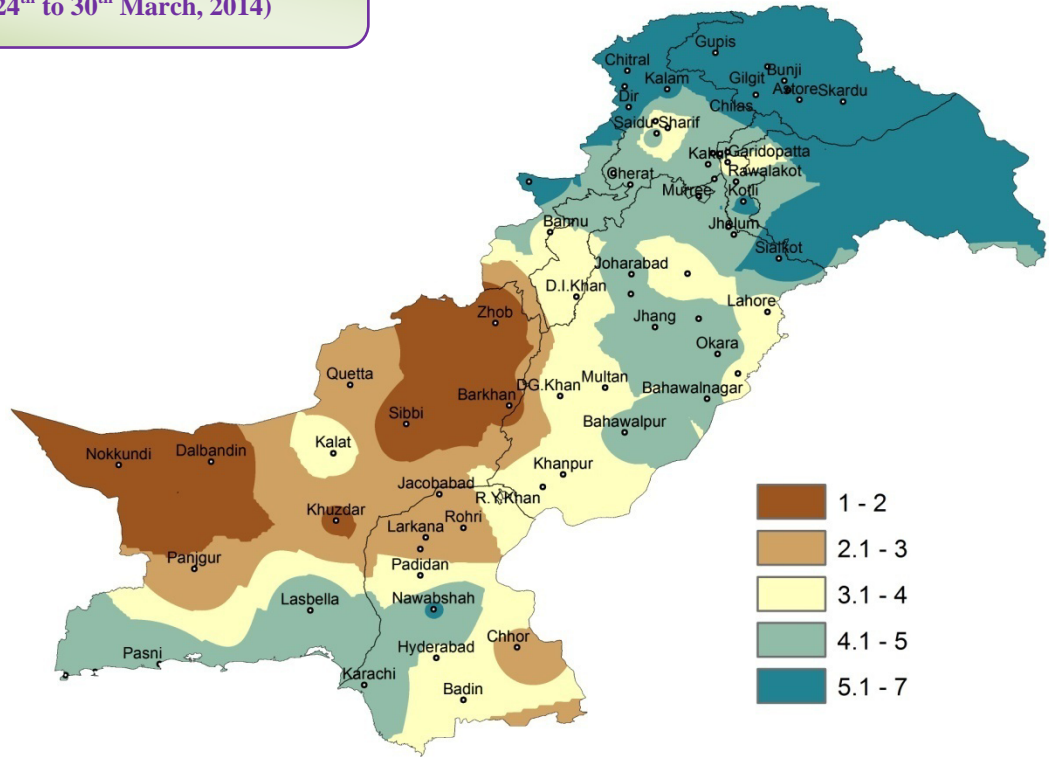 24th to 30th March, 2014)
Gupis
Chitral
Bunji
Kalam
Gilgit
Astore
Skardu
Dir
Chilas
Saidu Sharif
Garidopatta
Cherat
Rawalakot
Murree
Kotli
Bannu
Jhelum
Sialkot
Joharabad
D.I.Khan
Lahore
Zhob
Jhang
Okara
Quetta
D.G.Khan
Multan
Barkhan
Bahawalnagar
Sibbi
Bahawalpur
Kalat
Nokkundi
Dalbandin
Khanpur
Jacobabad
R.Y.Khan
Khuzdar
Larkana
Rohri
Panjgur
Padidan
Lasbella
Nawabshah
Chhor
Pasni
Hyderabad
Karachi
Badin
1 - 2
2.1 - 3
3.1 - 4
4.1 - 5
5.1 - 7